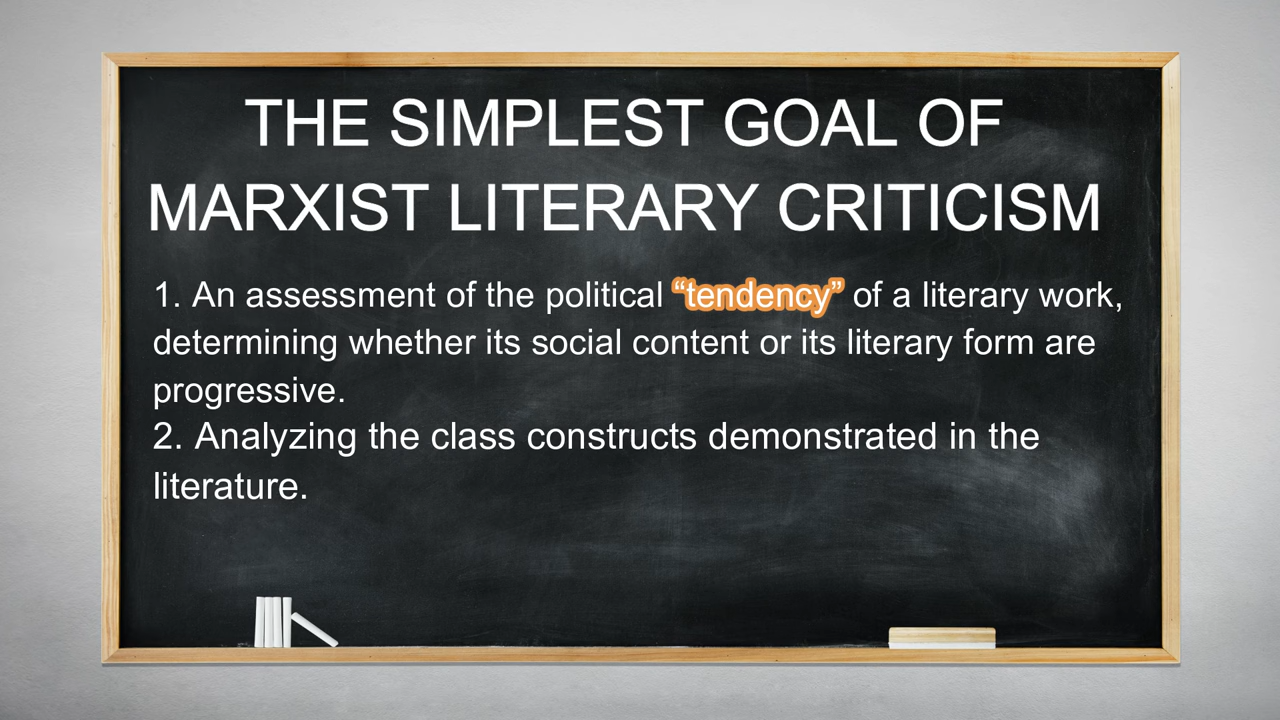 THE SIMPLEST GOAL OF
MARXIST LITERARY CRITICISM
1. An assessment of the political “tendency” of a literary work,
determining whether its social content or its literary form are
progressive.
2. Analyzing the class constructs demonstrated in the
literature.